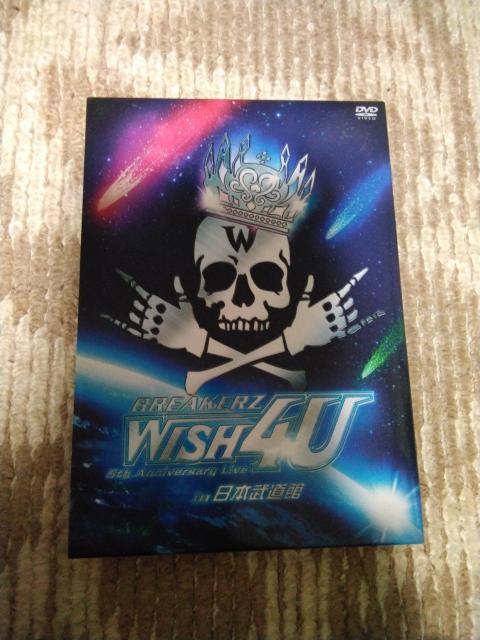 DVD
VIDEO
W
BREAKERZ
WISH 4U
5th Anniversary Live
in 日本武道館